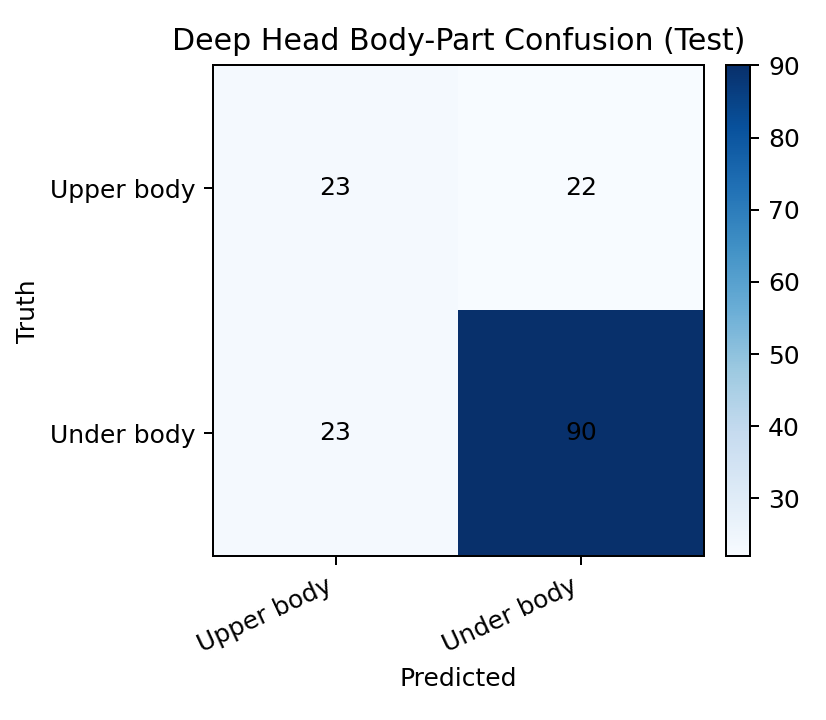 Deep Head Body-Part Confusion (Test)
90
80
70
60
50
40
30
Truth
Upper body
23
22
Under body
23
90
Upper body
Under body
Predicted